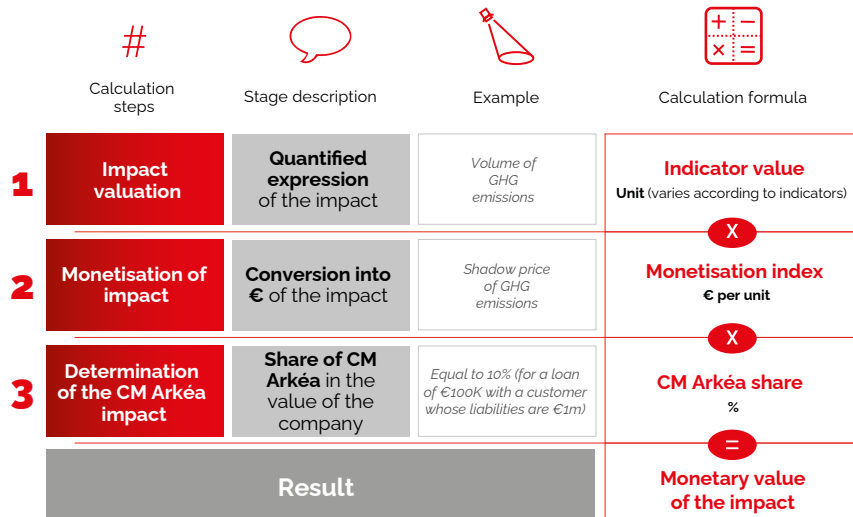 #
Calculation
steps
Stage description
Example
+ −
× =
Calculation formula
1
Impact
valuation
Quantified
expression
of the impact
Volume of
GHG
emissions
Indicator value
Unit (varies according to indicators)
X
2
Monetisation of
impact
Conversion into
€ of the impact
Shadow price
of GHG
emissions
Monetisation index
€ per unit
X
3
Determination
of the CM Arkéa
impact
Share of CM
Arkéa in the
value of the
company
Equal to 10% (for a loan
of €100K with a customer
whose liabilities are €1m)
CM Arkéa share
%
=
Result
Monetary value
of the impact